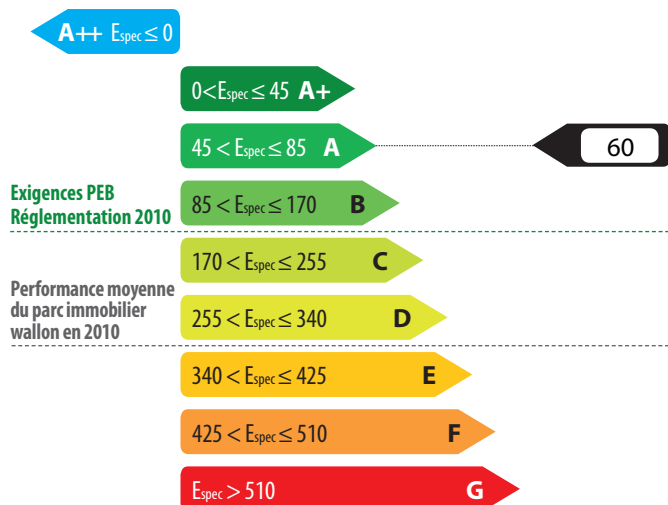 A++ Espec ≤ 0
0<Espec ≤ 45 A+
45 < Espec ≤ 85 A
60
Exigences PEB
Réglementation 2010
85 < Espec ≤ 170 B
170 < Espec ≤ 255 C
Performance moyenne
du parc immobilier
wallon en 2010
255 < Espec ≤ 340 D
340 < Espec ≤ 425 E
425 < Espec ≤ 510 F
Espec > 510 G